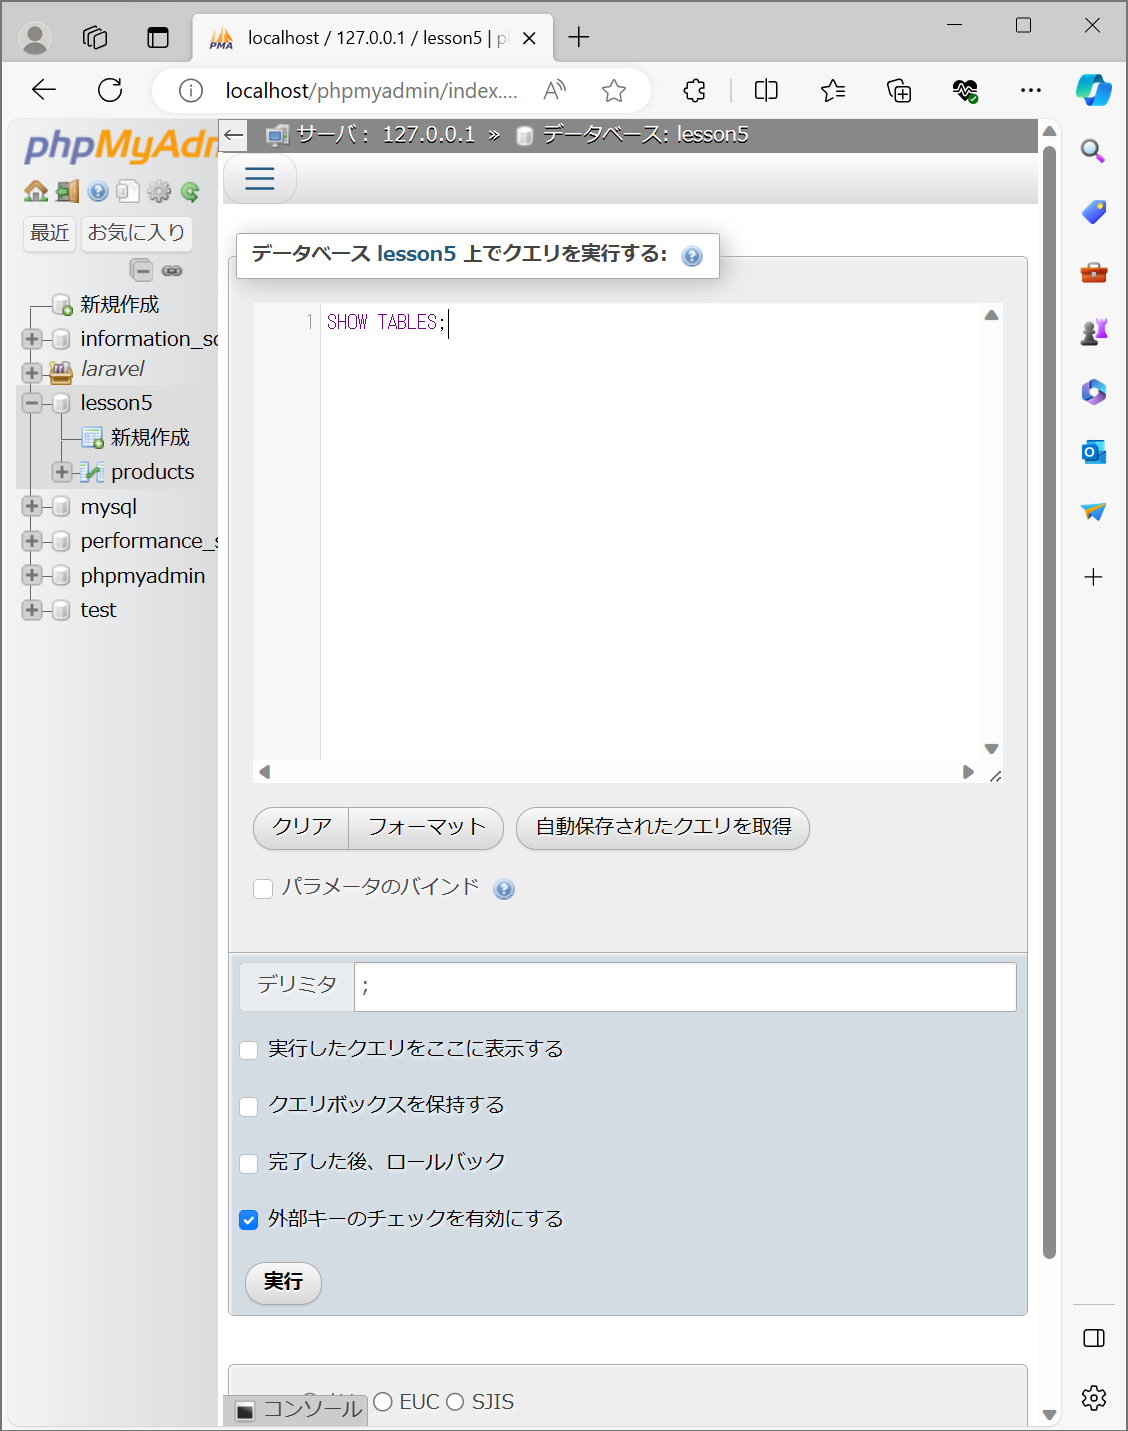 localhost / 127.0.0.1 / lesson5 | p
localhost/phpmyadmin/index....
phpMyAdm
← サーバ： 127.0.0.1 » データベース: lesson5
最近 お気に入り
新規作成
information_sc
laravel
lesson5
新規作成
products
mysql
performance_s
phpmyadmin
test
データベース lesson5 上でクエリを実行する:
1 SHOW TABLES;
クリア フォーマット 自動保存されたクエリを取得
パラメータのバインド
デリミタ ;
実行したクエリをここに表示する
クエリボックスを保持する
完了した後、ロールバック
外部キーのチェックを有効にする
実行
EUC SJIS
コンソール